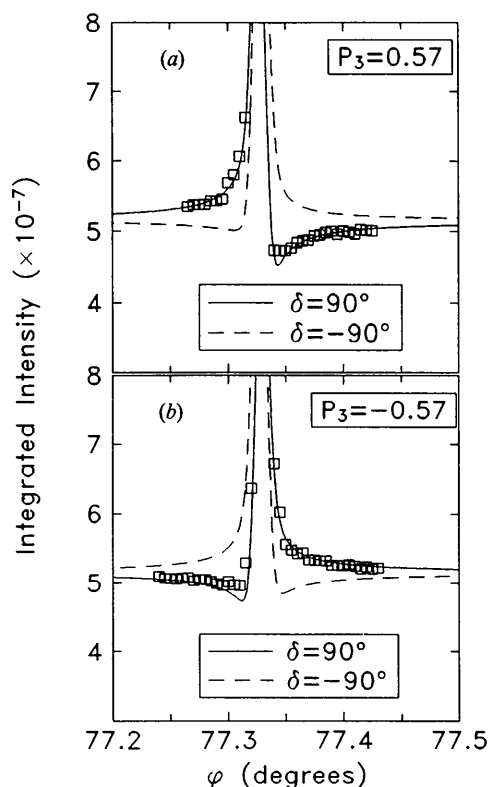 8
(a)
P₃=0.57
7
6
5
4
δ=90°
δ=−90°
Integrated Intensity (×10⁻⁷)
8
(b)
P₃=−0.57
7
6
5
4
δ=90°
δ=−90°
77.2 77.3 77.4 77.5
φ (degrees)